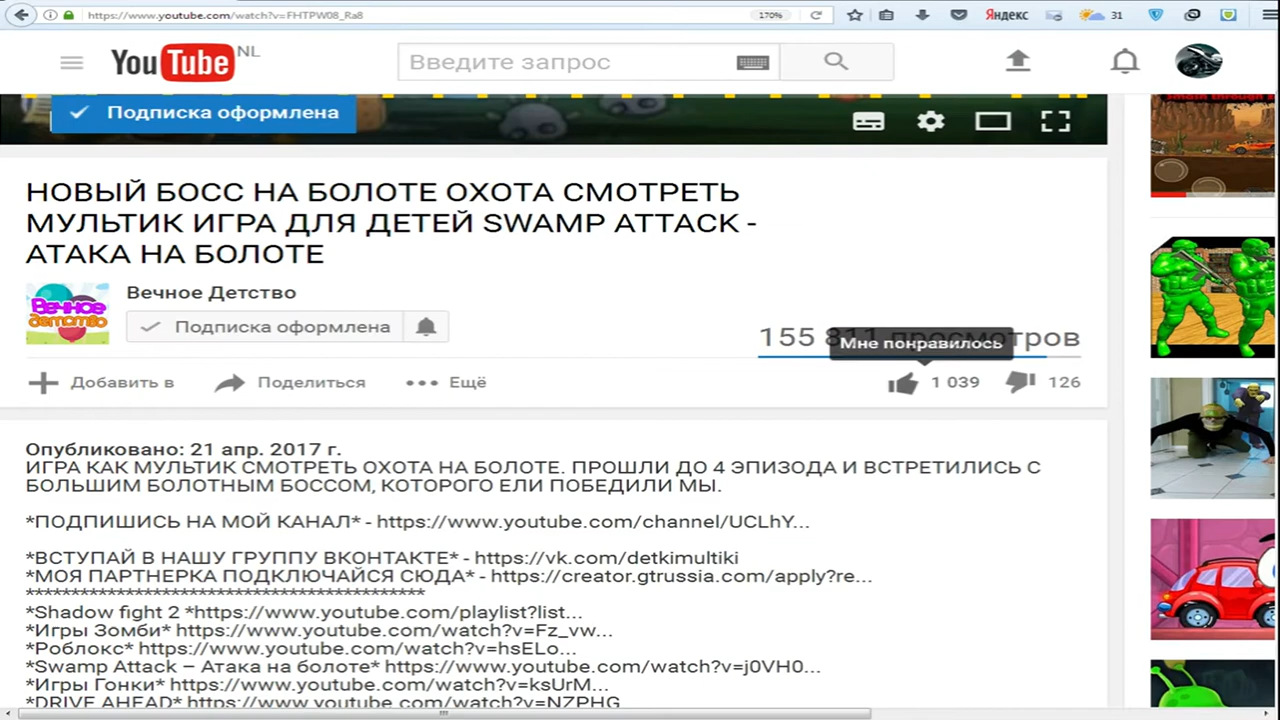 https://www.youtube.com/watch?v=FHTPW08_Ra8
170%
Яндекс
31
YouTube NL
Введите запрос
Подписка оформлена
НОВЫЙ БОСС НА БОЛОТЕ ОХОТА СМОТРЕТЬ
МУЛЬТИК ИГРА ДЛЯ ДЕТЕЙ SWAMP ATTACK -
АТАКА НА БОЛОТЕ
Вечное Детство
Вечное
детство
Подписка оформлена
155 811 просмотров
Мне понравилось
Добавить в
Поделиться
Ещё
1 039
126
Опубликовано: 21 апр. 2017 г.
ИГРА КАК МУЛЬТИК СМОТРЕТЬ ОХОТА НА БОЛОТЕ. ПРОШЛИ ДО 4 ЭПИЗОДА И ВСТРЕТИЛИСЬ С
БОЛЬШИМ БОЛОТНЫМ БОССОМ, КОТОРОГО ЕЛИ ПОБЕДИЛИ МЫ.
*ПОДПИШИСЬ НА МОЙ КАНАЛ* - https://www.youtube.com/channel/UCLhY...
*ВСТУПАЙ В НАШУ ГРУППУ ВКОНТАКТЕ* - https://vk.com/detkimultiki
*МОЯ ПАРТНЕРКА ПОДКЛЮЧАЙСЯ СЮДА* - https://creator.gtrussia.com/apply?re...
********************************************
*Shadow fight 2 *https://www.youtube.com/playlist?list...
*Игры Зомби* https://www.youtube.com/watch?v=Fz_vw...
*Роблокс* https://www.youtube.com/watch?v=hsELo...
*Swamp Attack – Атака на болоте* https://www.youtube.com/watch?v=j0VH0...
*Игры Гонки* https://www.youtube.com/watch?v=ksUrM...
*DRIVE AHEAD* https://www.youtube.com/watch?v=NZPHG